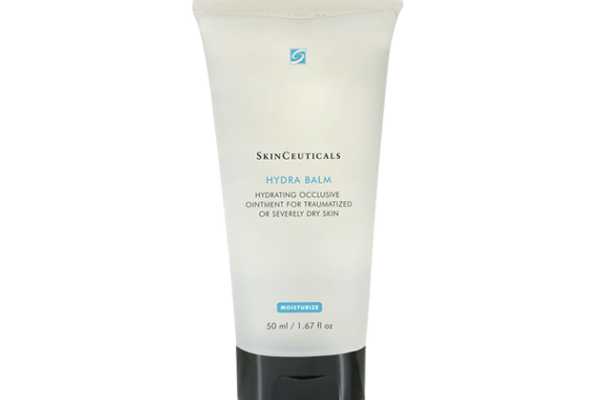 SKINCEUTICALS
HYDRA BALM
HYDRATING OCCLUSIVE
OINTMENT FOR TRAUMATIZED
OR SEVERELY DRY SKIN
MOISTURIZE
50 ml / 1.67 fl oz